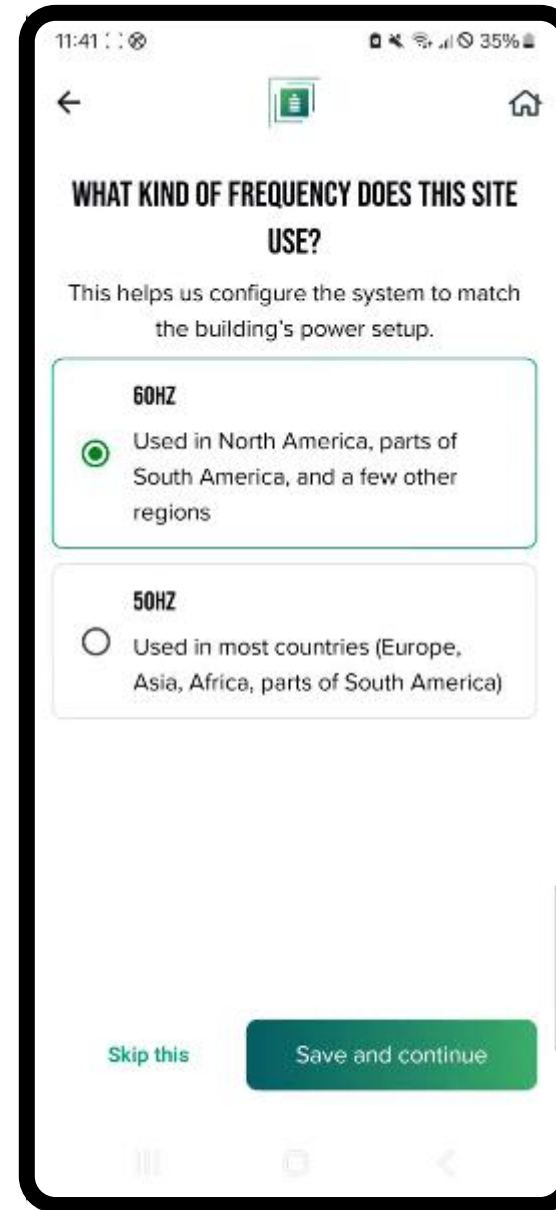 11:41
35%
WHAT KIND OF FREQUENCY DOES THIS SITE
USE?
This helps us configure the system to match
the building's power setup.
60HZ
Used in North America, parts of
South America, and a few other
regions
50HZ
Used in most countries (Europe,
Asia, Africa, parts of South America)
Skip this
Save and continue